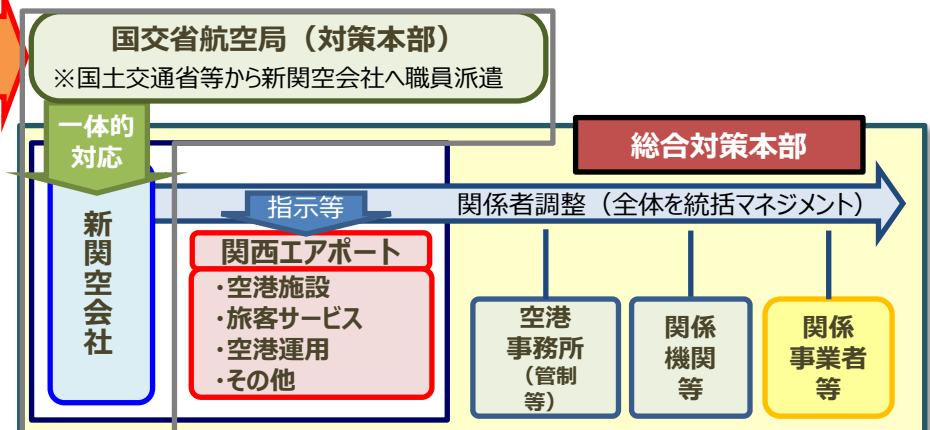 国交省航空局（対策本部）
※国土交通省等から新関空会社へ職員派遣
一体的
対応
総合対策本部
指示等
関係者調整（全体を統括マネジメント）
新
関
空
会
社
関西エアポート
・空港施設
・旅客サービス
・空港運用
・その他
空港
事務所
（管制
等）
関係
機関
等
関係
事業者
等